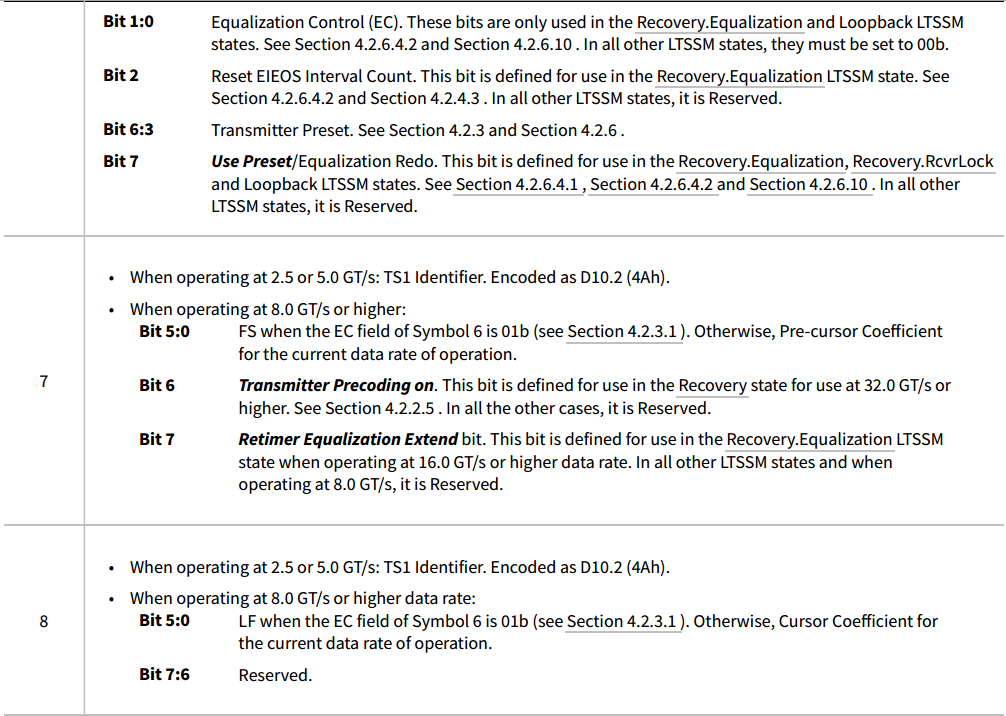 Bit 1:0 Equalization Control (EC). These bits are only used in the Recovery.Equalization and Loopback LTSSM
states. See Section 4.2.6.4.2 and Section 4.2.6.10 . In all other LTSSM states, they must be set to 00b.
Bit 2 Reset EIEOS Interval Count. This bit is defined for use in the Recovery.Equalization LTSSM state. See
Section 4.2.6.4.2 and Section 4.2.4.3 . In all other LTSSM states, it is Reserved.
Bit 6:3 Transmitter Preset. See Section 4.2.3 and Section 4.2.6 .
Bit 7 Use Preset/Equalization Redo. This bit is defined for use in the Recovery.Equalization, Recovery.RcvrLock
and Loopback LTSSM states. See Section 4.2.6.4.1 , Section 4.2.6.4.2 and Section 4.2.6.10 . In all other
LTSSM states, it is Reserved.
7
• When operating at 2.5 or 5.0 GT/s: TS1 Identifier. Encoded as D10.2 (4Ah).
• When operating at 8.0 GT/s or higher:
Bit 5:0 FS when the EC field of Symbol 6 is 01b (see Section 4.2.3.1 ). Otherwise, Pre-cursor Coefficient
for the current data rate of operation.
Bit 6 Transmitter Precoding on. This bit is defined for use in the Recovery state for use at 32.0 GT/s or
higher. See Section 4.2.2.5 . In all the other cases, it is Reserved.
Bit 7 Retimer Equalization Extend bit. This bit is defined for use in the Recovery.Equalization LTSSM
state when operating at 16.0 GT/s or higher data rate. In all other LTSSM states and when
operating at 8.0 GT/s, it is Reserved.
8
• When operating at 2.5 or 5.0 GT/s: TS1 Identifier. Encoded as D10.2 (4Ah).
• When operating at 8.0 GT/s or higher data rate:
Bit 5:0 LF when the EC field of Symbol 6 is 01b (see Section 4.2.3.1 ). Otherwise, Cursor Coefficient for
the current data rate of operation.
Bit 7:6 Reserved.